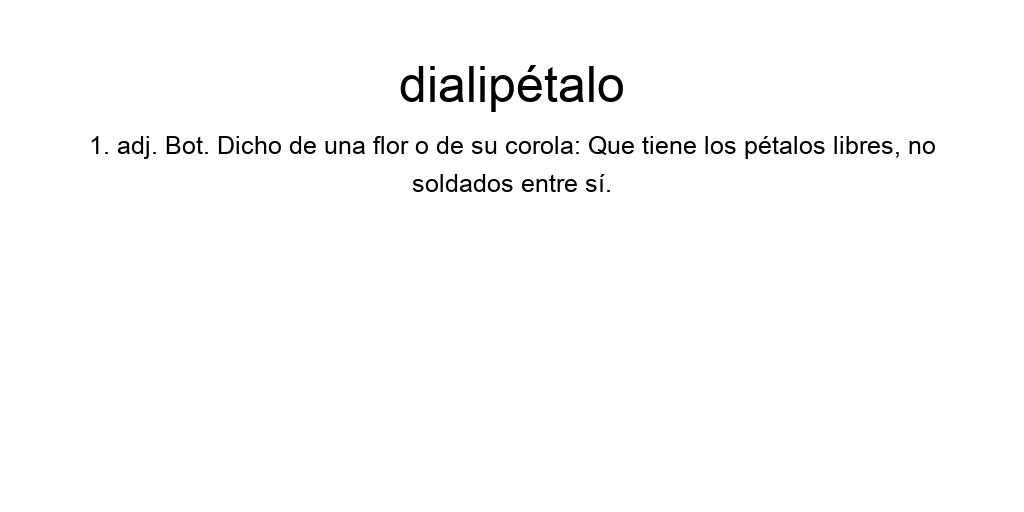 dialipétalo
1. adj. Bot. Dicho de una flor o de su corola: Que tiene los pétalos libres, no
soldados entre sí.